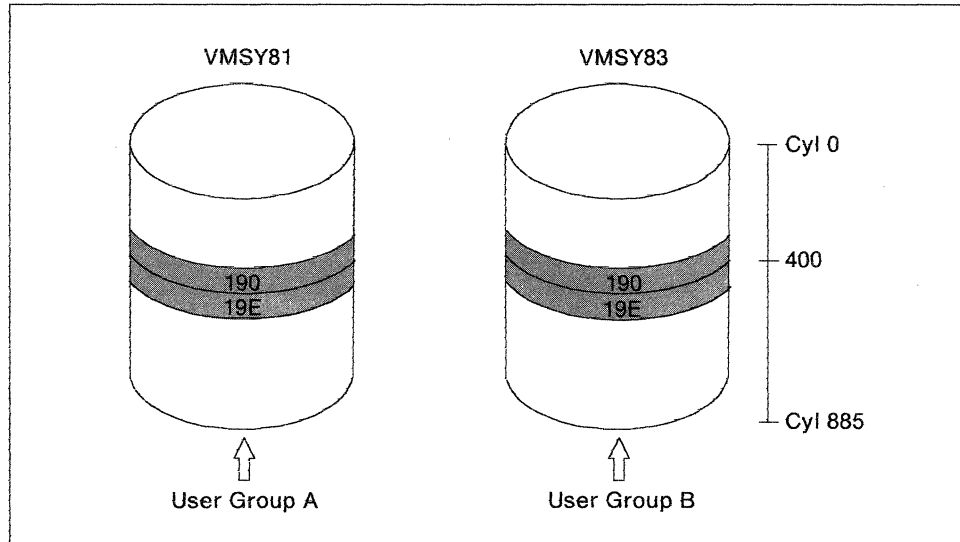 VMSY81
VMSY83
Cyl 0
190
19E
190
19E
400
Cyl 885
User Group A
User Group B